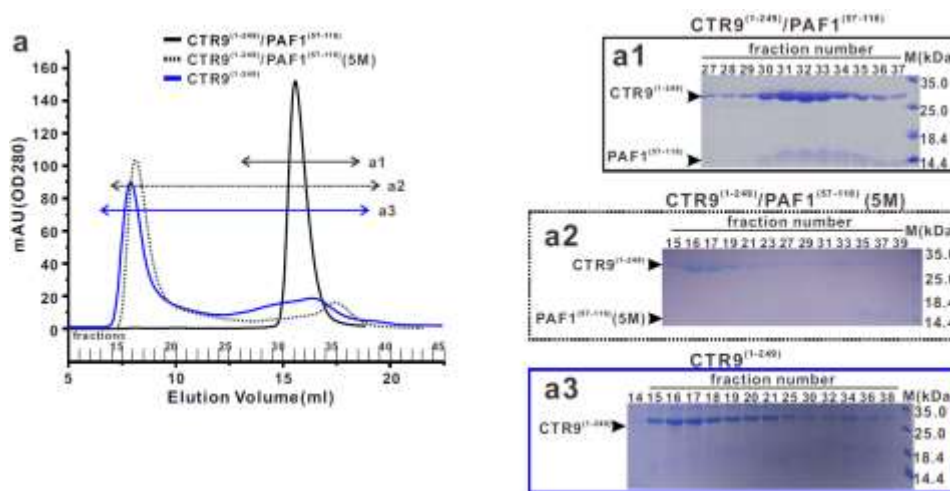 a
CTR9(1-249)/PAF1(57-116)
CTR9(1-249)/PAF1(57-116)(5M)
CTR9(1-249)
mAU(OD280)
160
140
120
100
80
60
40
20
0
a1
a2
a3
fractions
15 20 25 30 35 40 45
5 10 15 20
Elution Volume(ml)
CTR9(1-249)/PAF1(57-116)
a1
fraction number
27 28 29 30 31 32 33 34 35 36 37 M(kDa
CTR9(1-249)
PAF1(57-116)
35.0
25.0
18.4
14.4
CTR9(1-249)/PAF1(57-116) (5M)
a2
fraction number
15 16 17 19 21 23 27 29 31 33 35 37 39 M(kDa
CTR9(1-249)
PAF1(57-116)(5M)
35.0
25.0
18.4
14.4
CTR9(1-249)
a3
fraction number
14 15 16 17 18 19 20 21 25 30 32 34 36 38 M(kDa
CTR9(1-249)
35.0
25.0
18.4
14.4